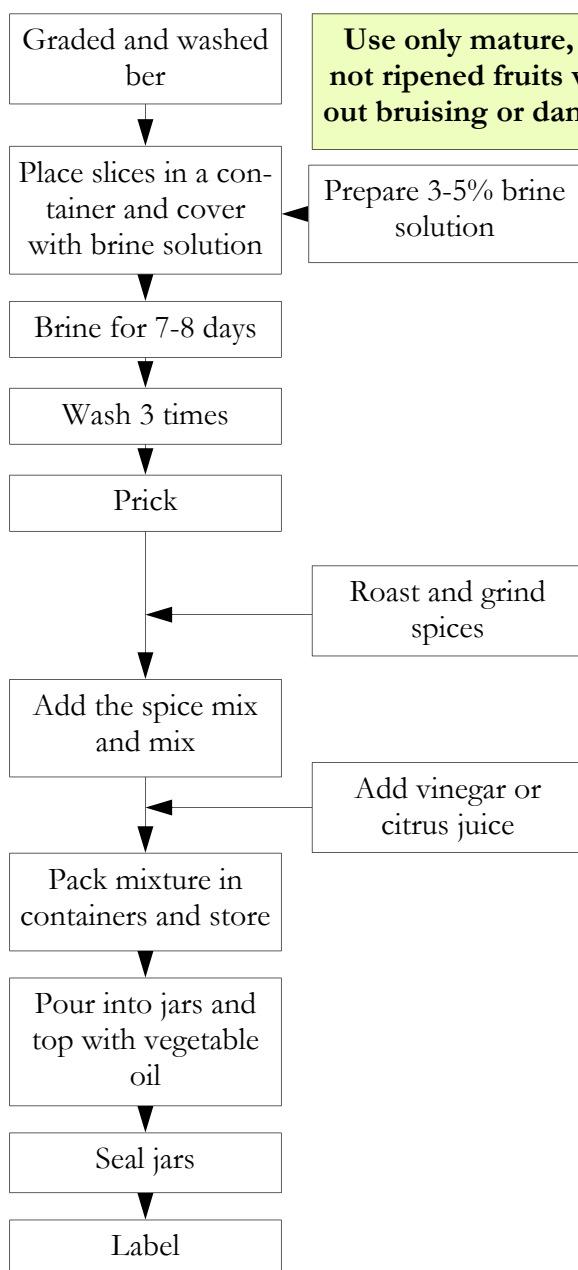 Graded and washed
ber
Use only mature,
not ripened fruits
out bruising or
Place slices in a con-
tainer and cover
with brine solution
Prepare 3-5% brine
solution
Brine for 7-8 days
Wash 3 times
Prick
Roast and grind
spices
Add the spice mix
and mix
Add vinegar or
citrus juice
Pack mixture in
containers and store
Pour into jars and
top with vegetable
oil
Seal jars
Label